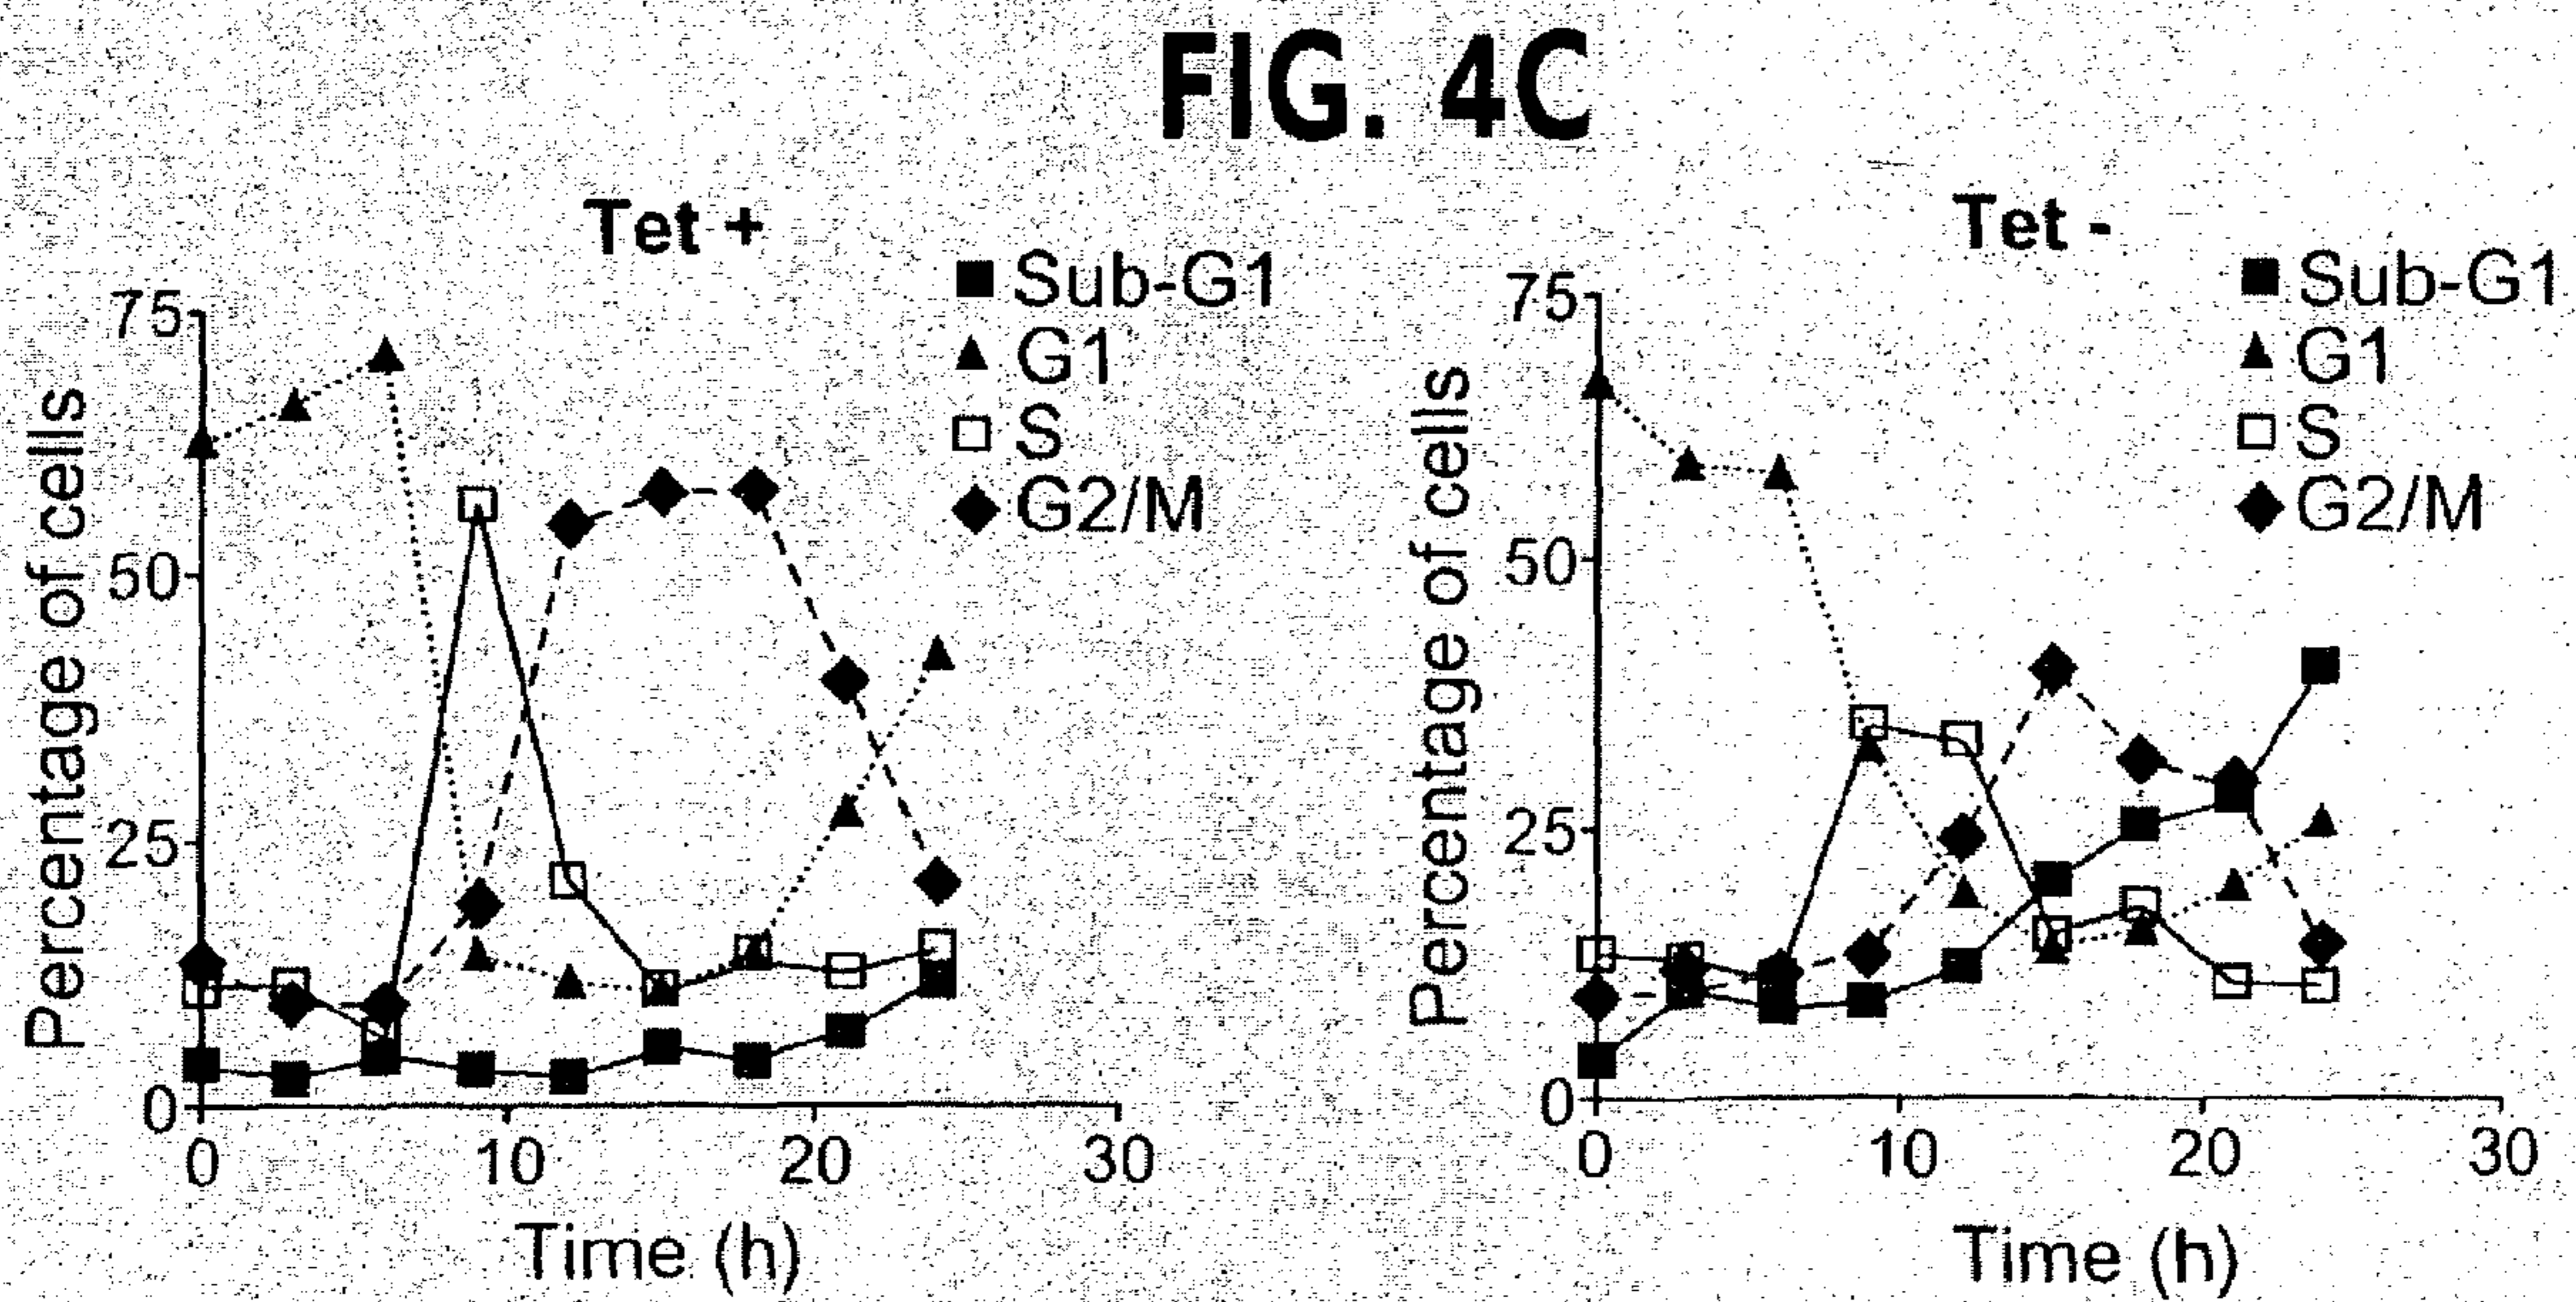 FIG. 4C
Tet +
Sub-G1
G1
S
G2/M
Percentage of cells
75
50
25
0
0 10 20 30
Time (h)
Tet -
Sub-G1
G1
S
G2/M
Percentage of cells
75
50
25
0
0 10 20 30
Time (h)